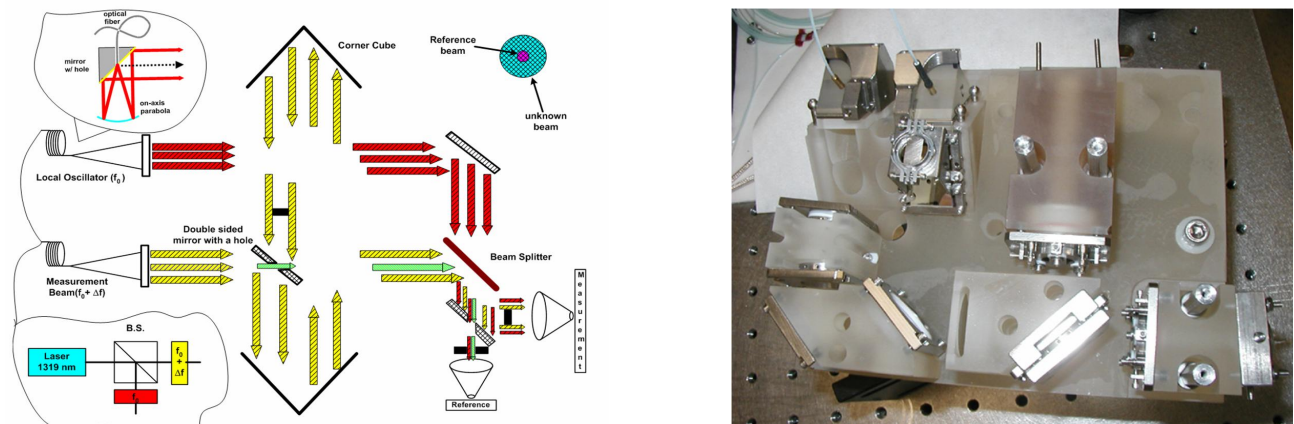 optical
fiber
mirror
w/ hole
on-axis
parabola
Corner Cube
Reference
beam
unknown
beam
Local Oscillator (f₀)
Double sided
mirror with a hole
Beam Splitter
Measurement
Beam(f₀+ Δf)
Measurement
B.S.
Laser
1319 nm
f₀
+
Δf
f₀
Reference